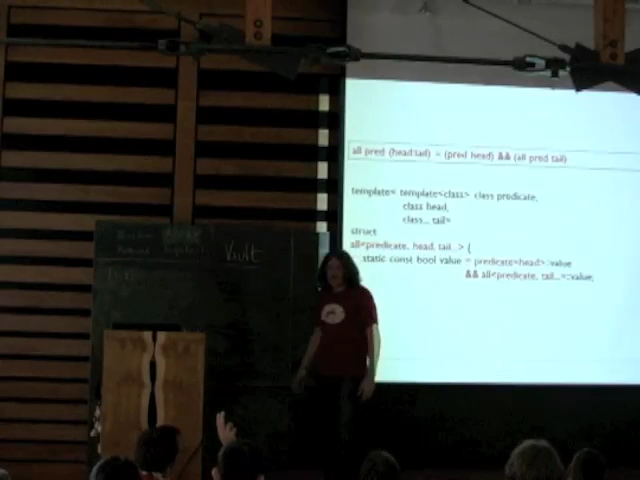 all pred (head:tail) = (pred head) && (all pred tail)
template< template<class> class predicate,
class head,
class... tail>
struct
all<predicate, head, tail...> {
static const bool value = predicate<head>::value
&& all<predicate, tail...>::value;
Vault